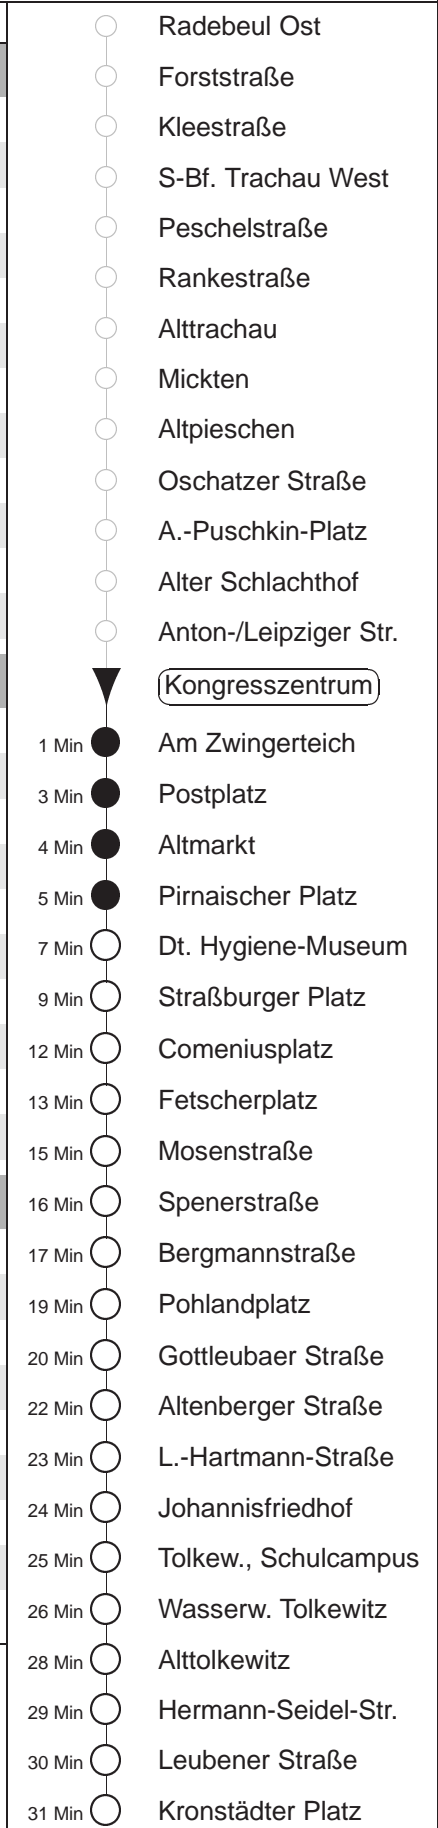 Radebeul Ost
Forststraße
Kleestraße
S-Bf. Trachau West
Peschelstraße
Rankestraße
Alttrachau
Mickten
Altpieschen
Oschatzer Straße
A.-Puschkin-Platz
Alter Schlachthof
Anton-/Leipziger Str.
Kongresszentrum
1 Min Am Zwingerteich
3 Min Postplatz
4 Min Altmarkt
5 Min Pirnaischer Platz
7 Min Dt. Hygiene-Museum
9 Min Straßburger Platz
12 Min Comeniusplatz
13 Min Fetscherplatz
15 Min Mosenstraße
16 Min Spenerstraße
17 Min Bergmannstraße
19 Min Pohlandplatz
20 Min Gottleubaer Straße
22 Min Altenberger Straße
23 Min L.-Hartmann-Straße
24 Min Johannisfriedhof
25 Min Tolkew., Schulcampus
26 Min Wasserw. Tolkewitz
28 Min Alttolkewitz
29 Min Hermann-Seidel-Str.
30 Min Leubener Straße
31 Min Kronstädter Platz